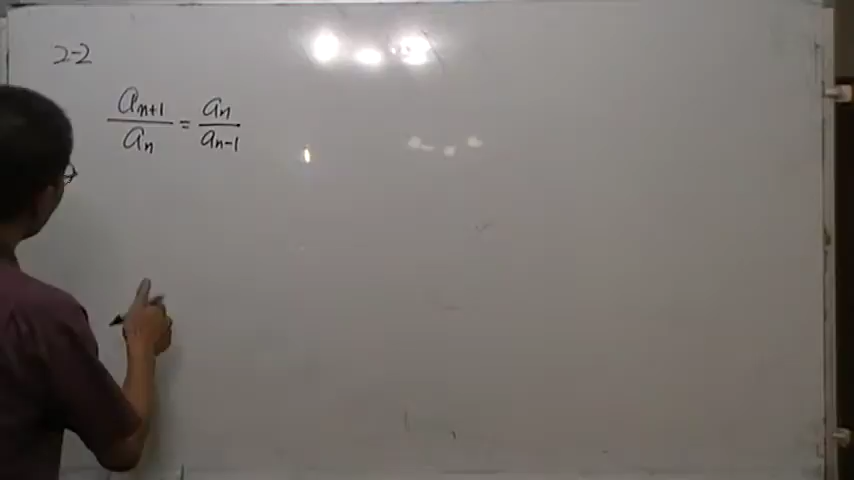 2-2
a_{n+1}/a_n = a_n/a_{n-1}